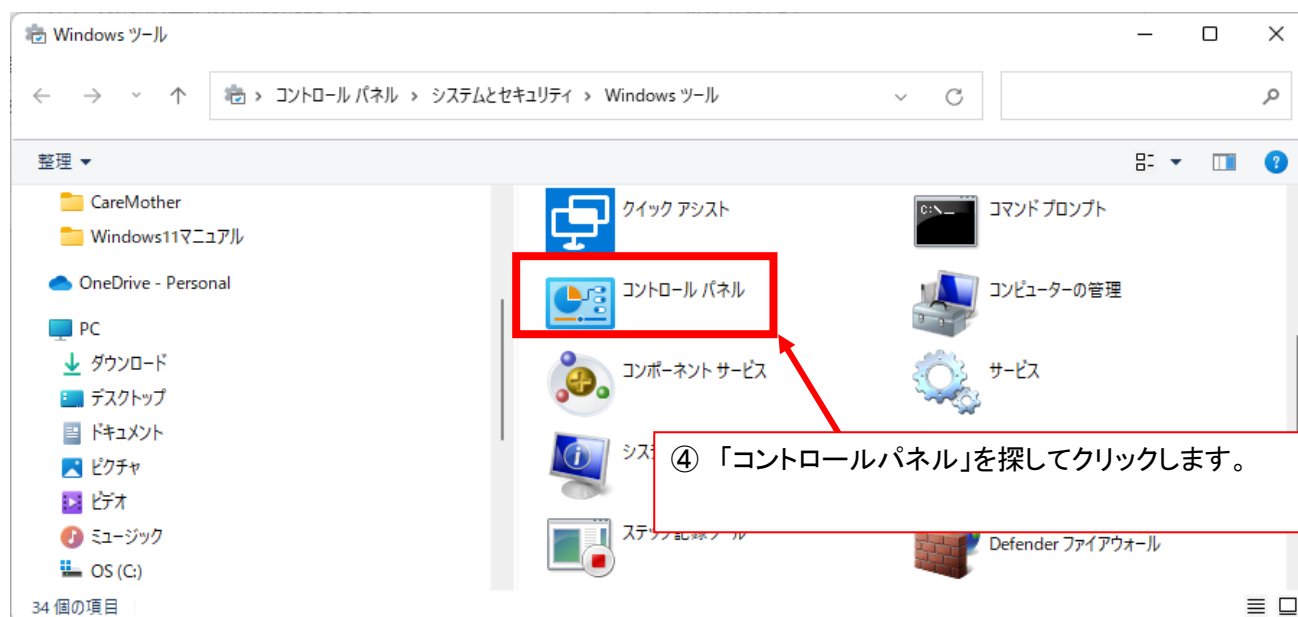 Windows ツール
コントロール パネル › システムとセキュリティ › Windows ツール
整理
CareMother
Windows11マニュアル
OneDrive - Personal
PC
ダウンロード
デスクトップ
ドキュメント
ピクチャ
ビデオ
ミュージック
OS (C:)
クイック アシスト
C:\_
コマンド プロンプト
コントロール パネル
コンピューターの管理
コンポーネント サービス
サービス
④ 「コントロールパネル」を探してクリックします。
Defender ファイアウォール
34 個の項目